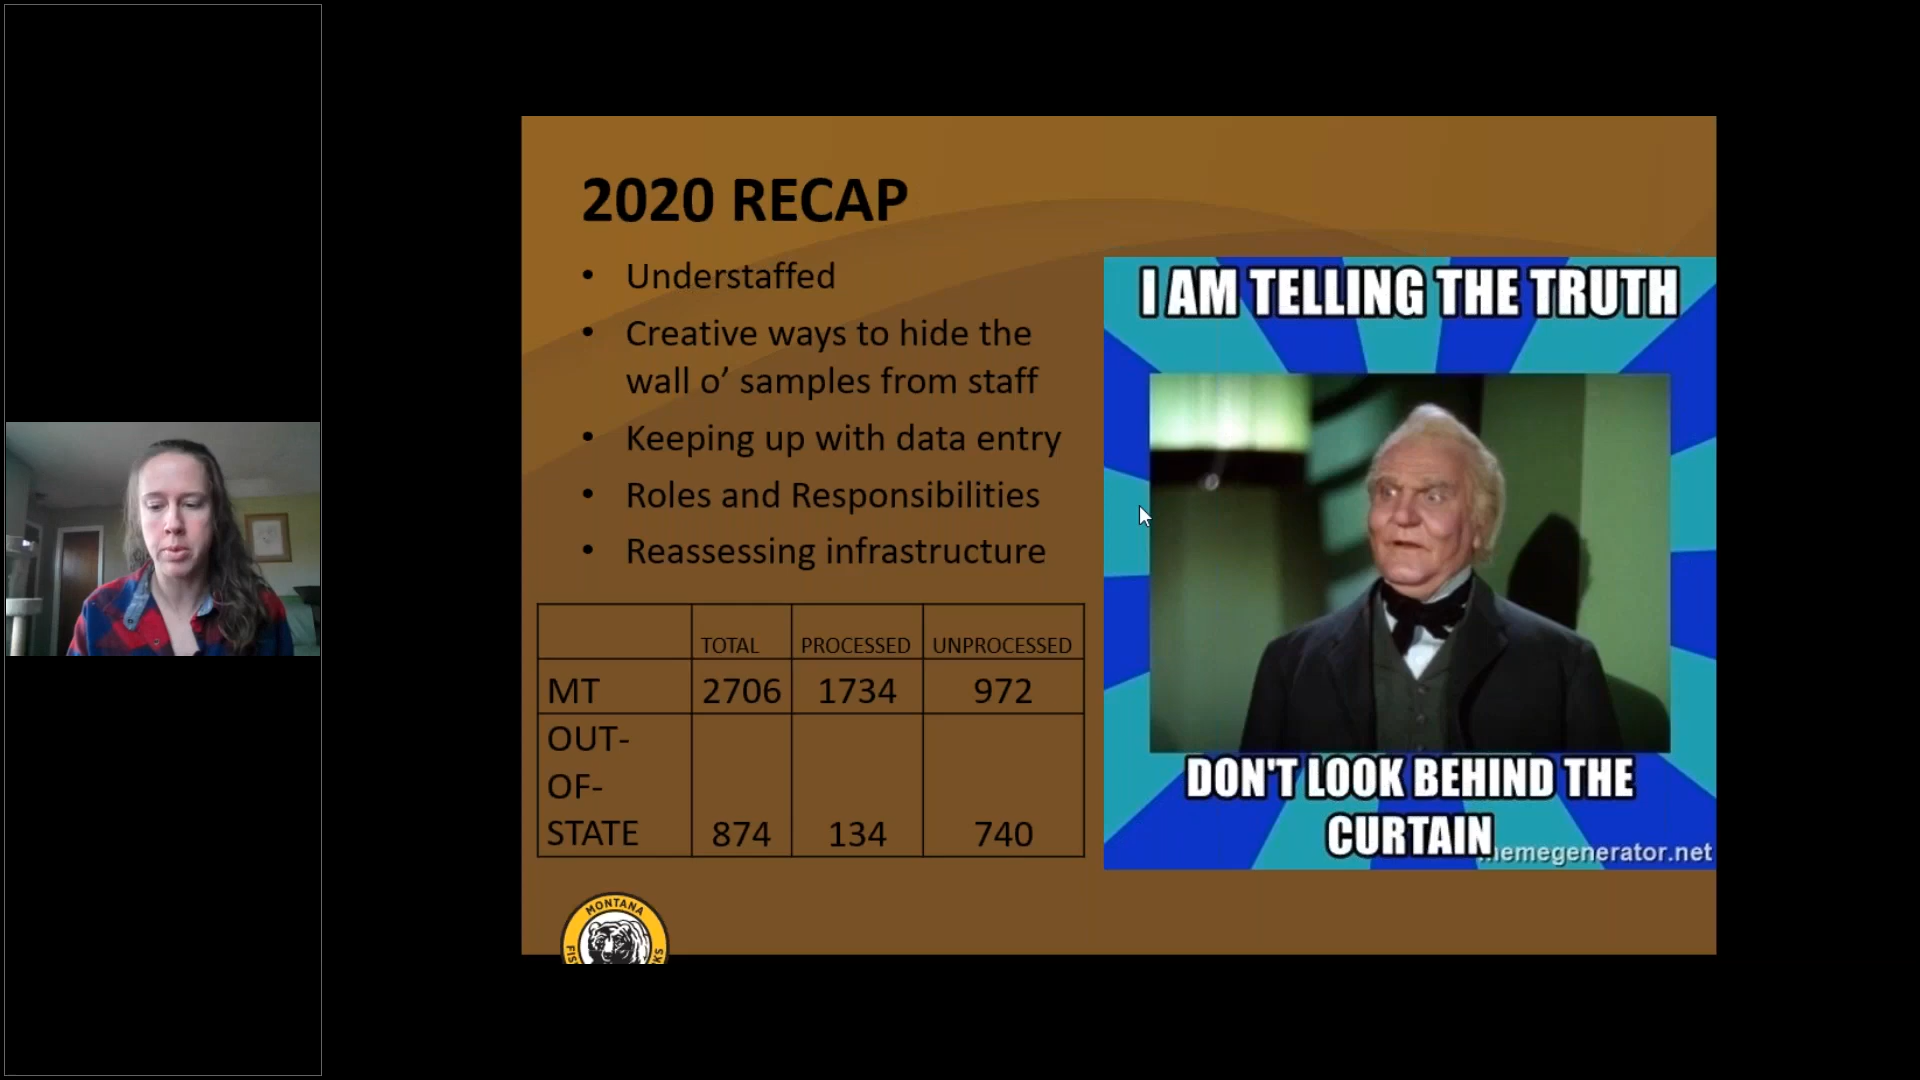 2020 RECAP
• Understaffed
• Creative ways to hide the
wall o’ samples from staff
• Keeping up with data entry
• Roles and Responsibilities
• Reassessing infrastructure
TOTAL PROCESSED UNPROCESSED
MT 2706 1734 972
OUT-
OF-
STATE 874 134 740
I AM TELLING THE TRUTH
DON'T LOOK BEHIND THE
CURTAIN
memegenerator.net
MONTANA